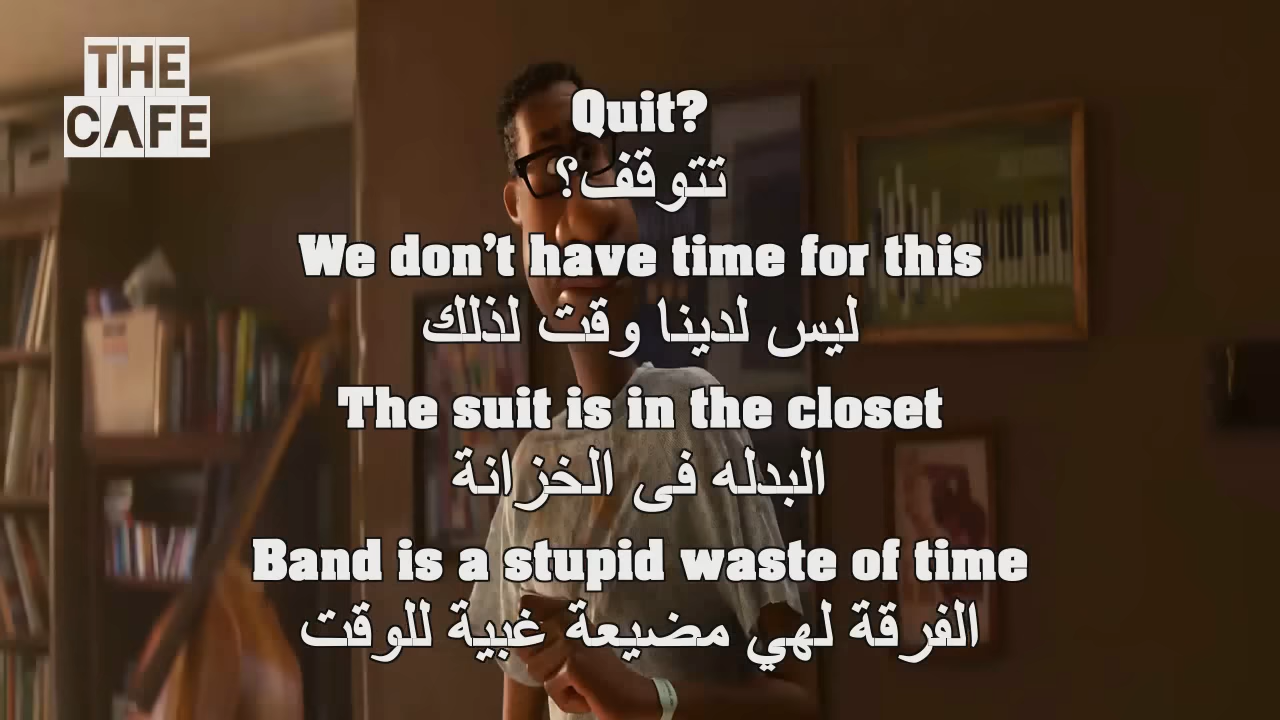 THE
CAFE
Quit?
تتوقف؟
We don't have time for this
ليس لدينا وقت لذلك
The suit is in the closet
البدله فى الخزانة
Band is a stupid waste of time
الفرقة لهي مضيعة غبية للوقت